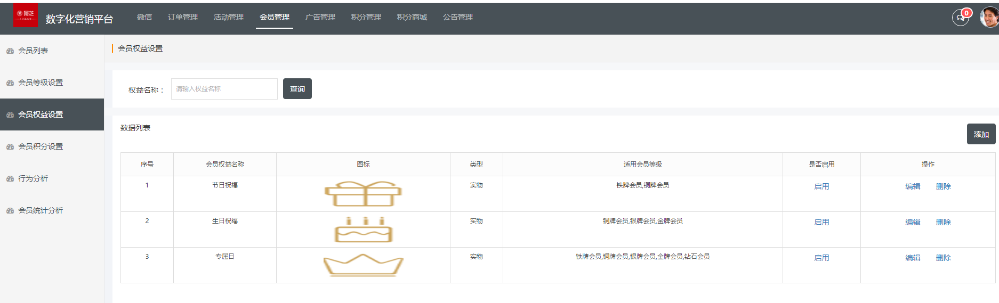 景芝
数字化营销平台
微信 订单管理 活动管理 会员管理 广告管理 积分管理 积分商城 公告管理
0
会员列表
会员等级设置
会员权益设置
会员积分设置
行为分析
会员统计分析
会员权益设置
权益名称: 请输入权益名称 查询
数据列表
添加
序号 会员权益名称 图标 类型 适用会员等级 是否启用 操作
1 节日祝福 实物 铁牌会员,铜牌会员 启用 编辑 删除
2 生日祝福 实物 铜牌会员,银牌会员,金牌会员 启用 编辑 删除
3 专属日 实物 铁牌会员,铜牌会员,银牌会员,金牌会员,钻石会员 启用 编辑 删除